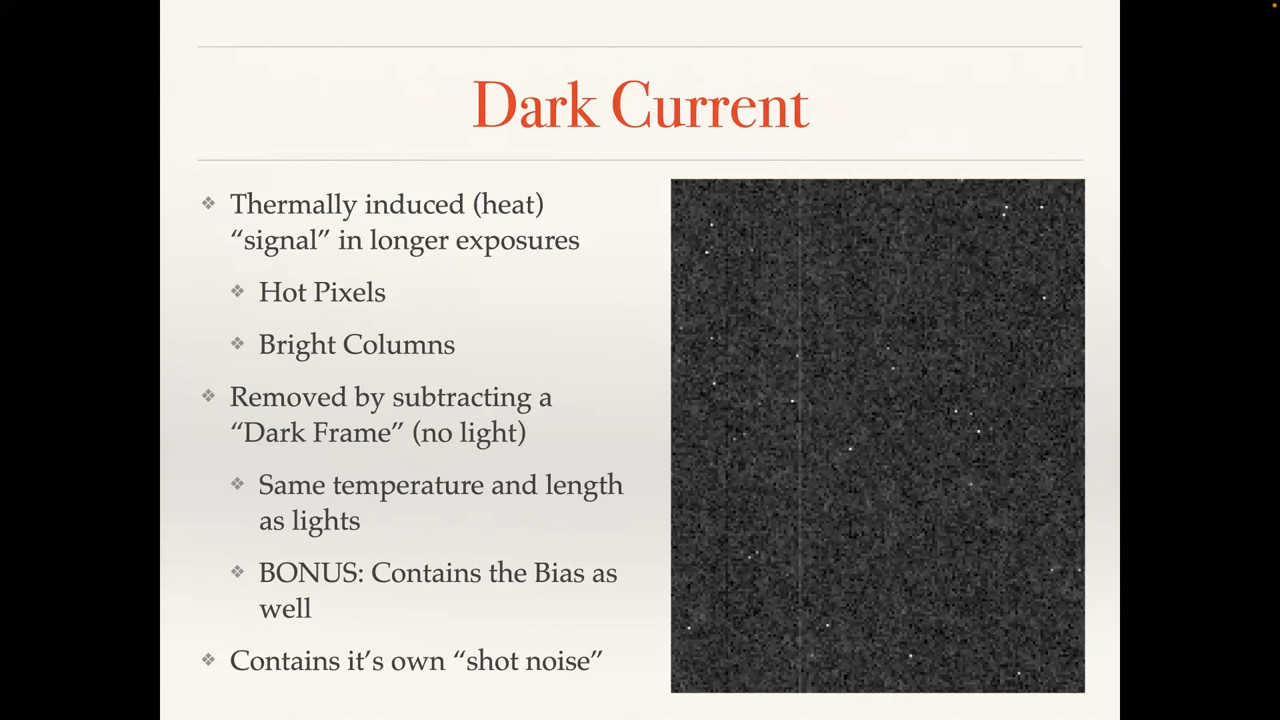 Dark Current
Thermally induced (heat)
“signal” in longer exposures
Hot Pixels
Bright Columns
Removed by subtracting a
“Dark Frame” (no light)
Same temperature and length
as lights
BONUS: Contains the Bias as
well
Contains it’s own “shot noise”